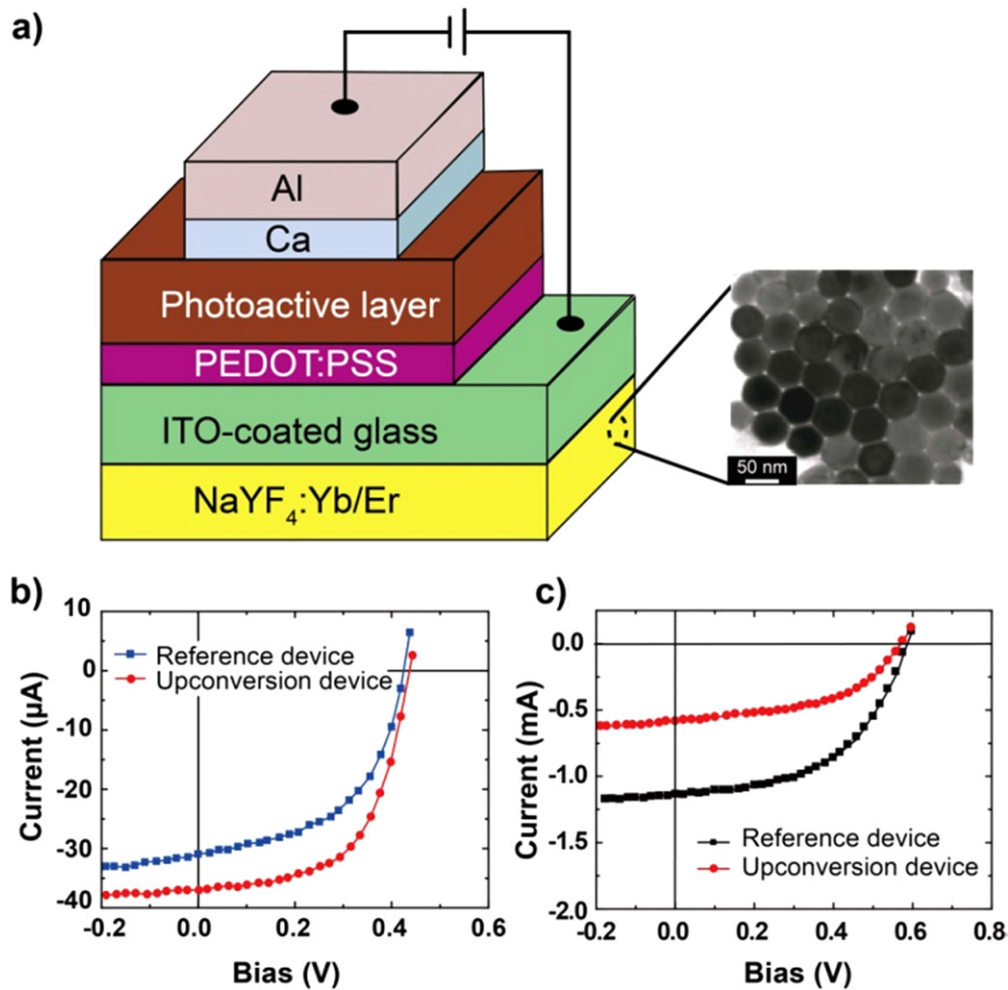 a)
Al
Ca
Photoactive layer
PEDOT:PSS
ITO-coated glass
NaYF₄:Yb/Er
50 nm
b)
10
0
-10
-20
-30
-40
Current (μA)
Reference device
Upconversion device
-0.2
0.0
0.2
0.4
0.6
Bias (V)
c)
0.0
-0.5
-1.0
-1.5
-2.0
Current (mA)
Reference device
Upconversion device
-0.2
0.0
0.2
0.4
0.6
0.8
Bias (V)